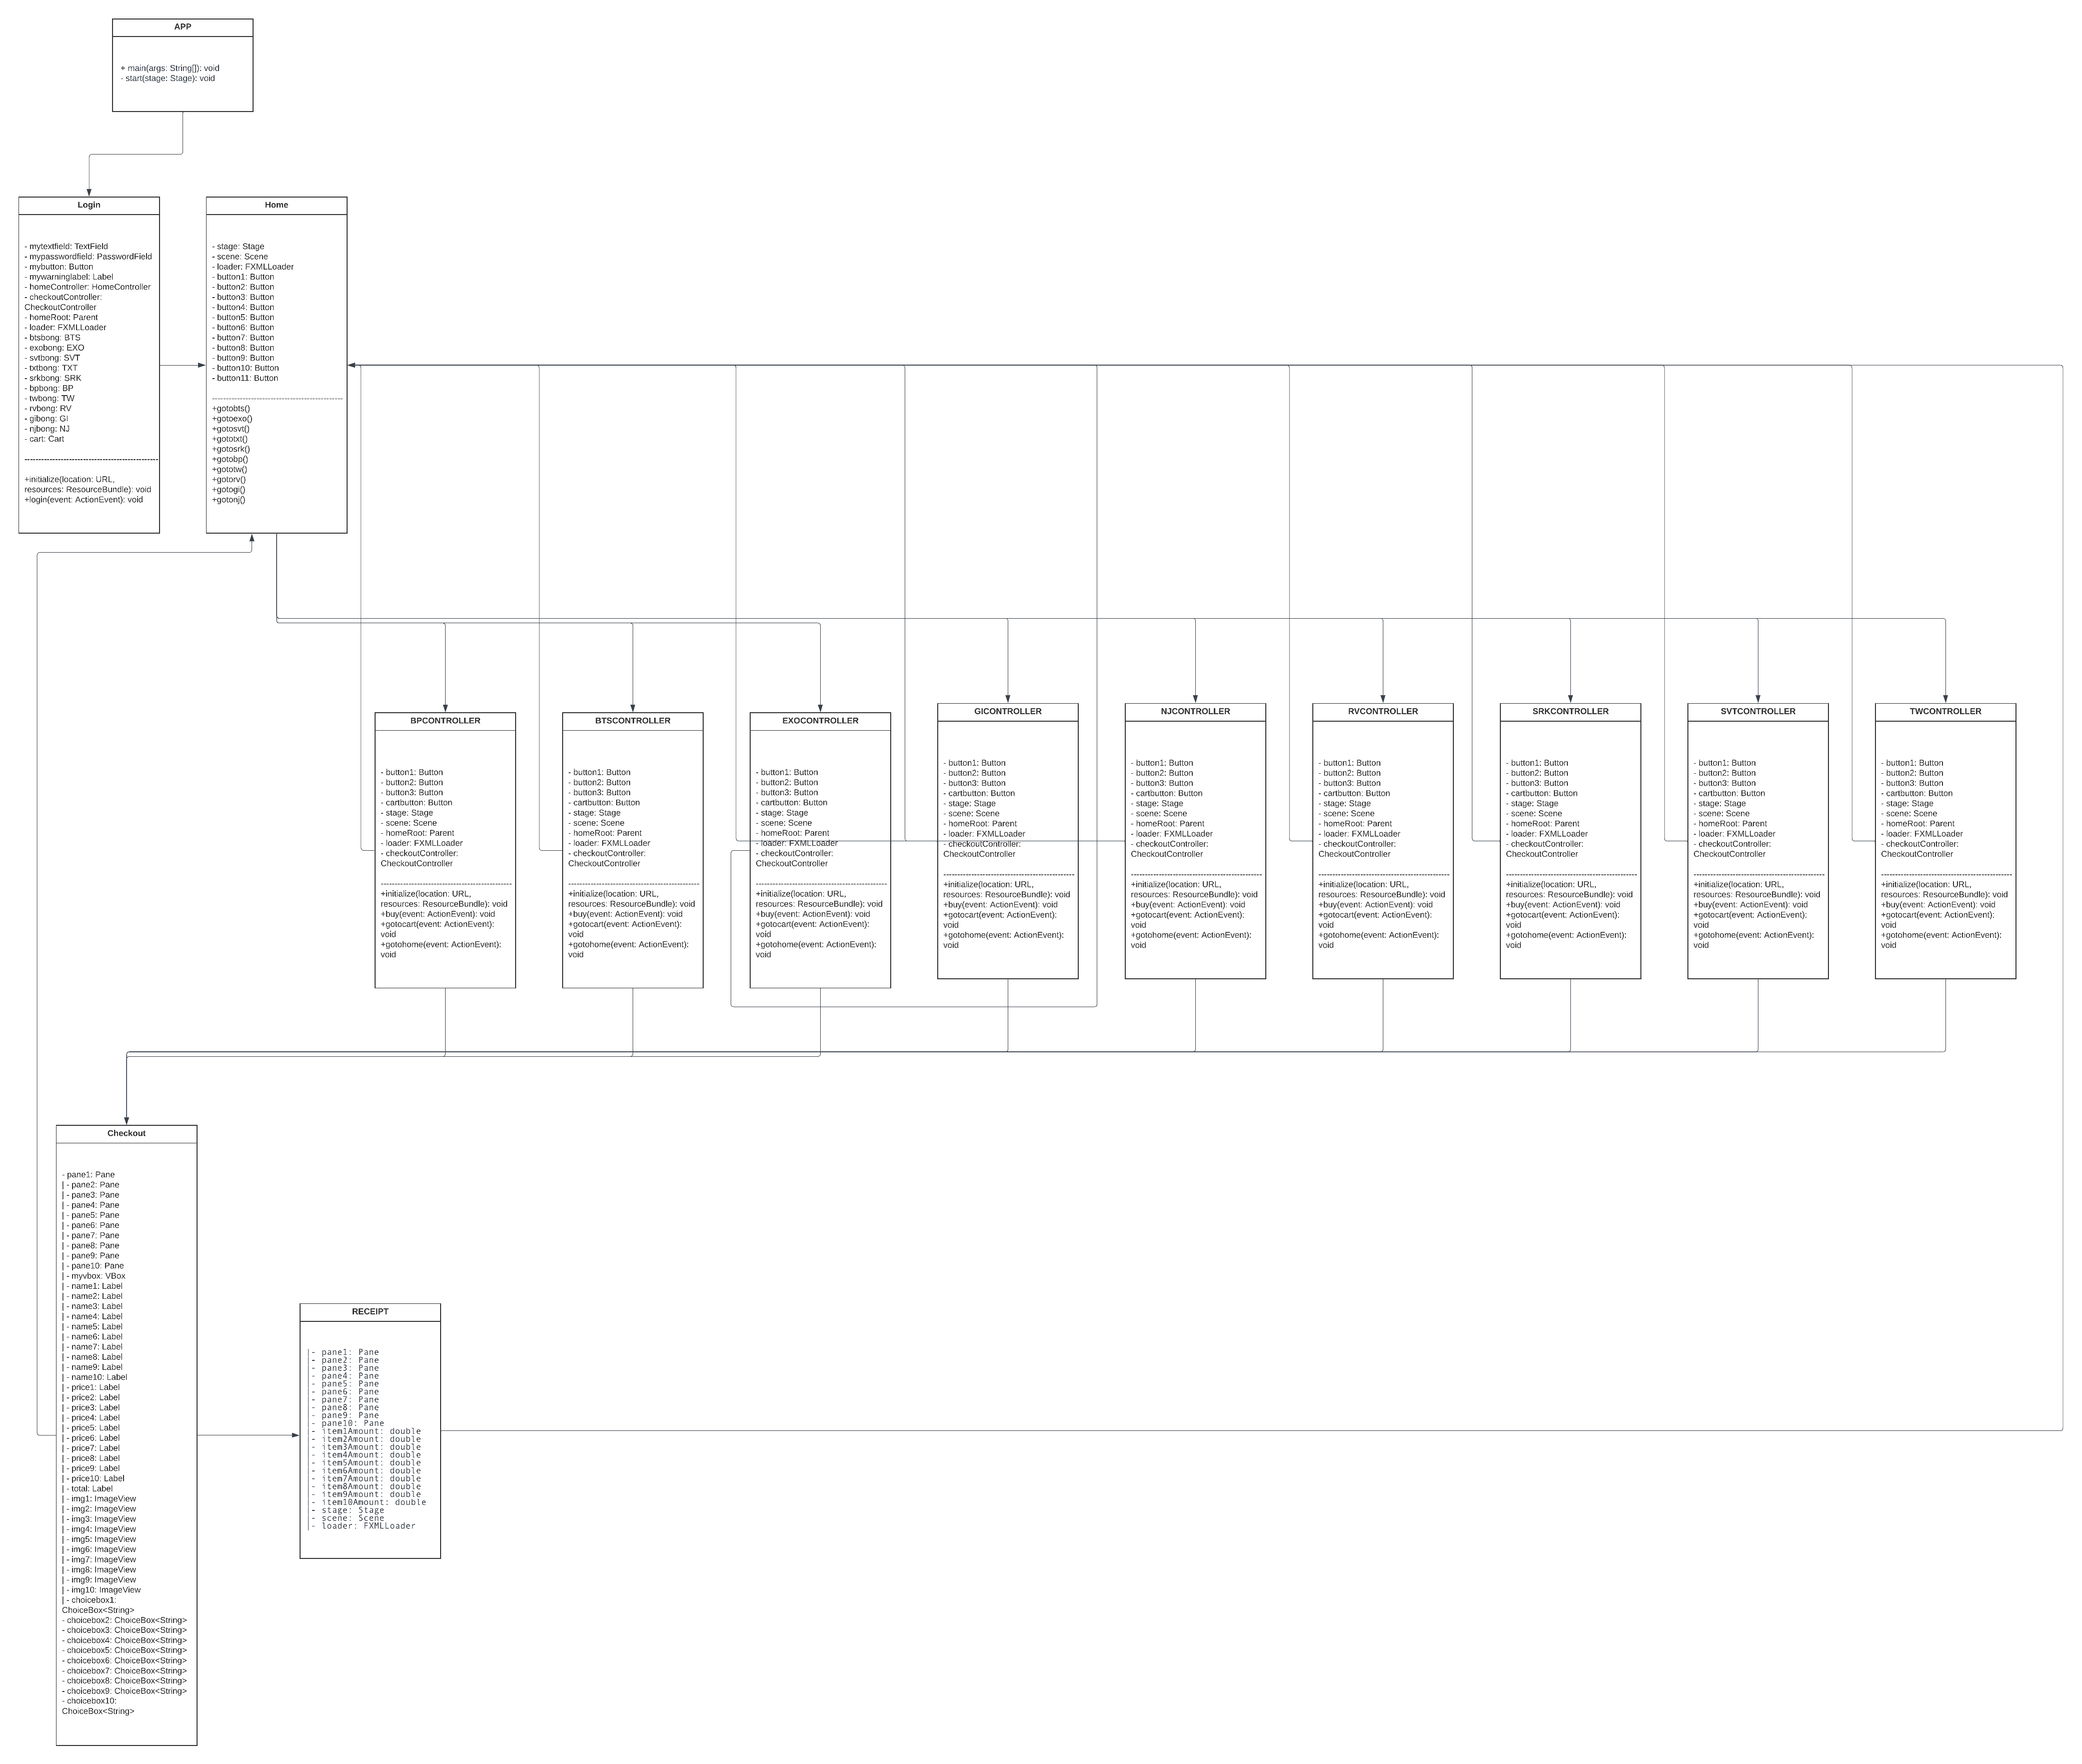 APP
+ main(args: String[]): void
- start(stage: Stage): void
Login
- mytextfield: TextField
- mypasswordfield: PasswordField
- mybutton: Button
- mywarninglabel: Label
- homeController: HomeController
- checkoutController:
CheckoutController
- homeRoot: Parent
- loader: FXMLLoader
- btsbong: BTS
- exobong: EXO
- svtbong: SVT
- txtbong: TXT
- srkbong: SRK
- bpbong: BP
- twbong: TW
- rvbong: RV
- gibong: GI
- njbong: NJ
- cart: Cart
------------------------------------------------
+initialize(location: URL,
resources: ResourceBundle): void
+login(event: ActionEvent): void
Home
- stage: Stage
- scene: Scene
- loader: FXMLLoader
- button1: Button
- button2: Button
- button3: Button
- button4: Button
- button5: Button
- button6: Button
- button7: Button
- button8: Button
- button9: Button
- button10: Button
- button11: Button
-----------------------------------------------
+gotobts()
+gotoexo()
+gotosvt()
+gototxt()
+gotosrk()
+gotobp()
+gototw()
+gotorv()
+gotogi()
+gotonj()
BPCONTROLLER
- button1: Button
- button2: Button
- button3: Button
- cartbutton: Button
- stage: Stage
- scene: Scene
- homeRoot: Parent
- loader: FXMLLoader
- checkoutController:
CheckoutController
-----------------------------------------------
+initialize(location: URL,
resources: ResourceBundle): void
+buy(event: ActionEvent): void
+gotocart(event: ActionEvent):
void
+gotohome(event: ActionEvent):
void
BTSCONTROLLER
- button1: Button
- button2: Button
- button3: Button
- cartbutton: Button
- stage: Stage
- scene: Scene
- homeRoot: Parent
- loader: FXMLLoader
- checkoutController:
CheckoutController
-----------------------------------------------
+initialize(location: URL,
resources: ResourceBundle): void
+buy(event: ActionEvent): void
+gotocart(event: ActionEvent):
void
+gotohome(event: ActionEvent):
void
EXOCONTROLLER
- button1: Button
- button2: Button
- button3: Button
- cartbutton: Button
- stage: Stage
- scene: Scene
- homeRoot: Parent
- loader: FXMLLoader
- checkoutController:
CheckoutController
-----------------------------------------------
+initialize(location: URL,
resources: ResourceBundle): void
+buy(event: ActionEvent): void
+gotocart(event: ActionEvent):
void
+gotohome(event: ActionEvent):
void
GICONTROLLER
- button1: Button
- button2: Button
- button3: Button
- cartbutton: Button
- stage: Stage
- scene: Scene
- homeRoot: Parent
- loader: FXMLLoader
- checkoutController:
CheckoutController
-----------------------------------------------
+initialize(location: URL,
resources: ResourceBundle): void
+buy(event: ActionEvent): void
+gotocart(event: ActionEvent):
void
+gotohome(event: ActionEvent):
void
NJCONTROLLER
- button1: Button
- button2: Button
- button3: Button
- cartbutton: Button
- stage: Stage
- scene: Scene
- homeRoot: Parent
- loader: FXMLLoader
- checkoutController:
CheckoutController
-----------------------------------------------
+initialize(location: URL,
resources: ResourceBundle): void
+buy(event: ActionEvent): void
+gotocart(event: ActionEvent):
void
+gotohome(event: ActionEvent):
void
RVCONTROLLER
- button1: Button
- button2: Button
- button3: Button
- cartbutton: Button
- stage: Stage
- scene: Scene
- homeRoot: Parent
- loader: FXMLLoader
- checkoutController:
CheckoutController
-----------------------------------------------
+initialize(location: URL,
resources: ResourceBundle): void
+buy(event: ActionEvent): void
+gotocart(event: ActionEvent):
void
+gotohome(event: ActionEvent):
void
SRKCONTROLLER
- button1: Button
- button2: Button
- button3: Button
- cartbutton: Button
- stage: Stage
- scene: Scene
- homeRoot: Parent
- loader: FXMLLoader
- checkoutController:
CheckoutController
-----------------------------------------------
+initialize(location: URL,
resources: ResourceBundle): void
+buy(event: ActionEvent): void
+gotocart(event: ActionEvent):
void
+gotohome(event: ActionEvent):
void
SVTCONTROLLER
- button1: Button
- button2: Button
- button3: Button
- cartbutton: Button
- stage: Stage
- scene: Scene
- homeRoot: Parent
- loader: FXMLLoader
- checkoutController:
CheckoutController
-----------------------------------------------
+initialize(location: URL,
resources: ResourceBundle): void
+buy(event: ActionEvent): void
+gotocart(event: ActionEvent):
void
+gotohome(event: ActionEvent):
void
TWCONTROLLER
- button1: Button
- button2: Button
- button3: Button
- cartbutton: Button
- stage: Stage
- scene: Scene
- homeRoot: Parent
- loader: FXMLLoader
- checkoutController:
CheckoutController
-----------------------------------------------
+initialize(location: URL,
resources: ResourceBundle): void
+buy(event: ActionEvent): void
+gotocart(event: ActionEvent):
void
+gotohome(event: ActionEvent):
void
Checkout
- pane1: Pane
| - pane2: Pane
| - pane3: Pane
| - pane4: Pane
| - pane5: Pane
| - pane6: Pane
| - pane7: Pane
| - pane8: Pane
| - pane9: Pane
| - pane10: Pane
| - myvbox: VBox
| - name1: Label
| - name2: Label
| - name3: Label
| - name4: Label
| - name5: Label
| - name6: Label
| - name7: Label
| - name8: Label
| - name9: Label
| - name10: Label
| - price1: Label
| - price2: Label
| - price3: Label
| - price4: Label
| - price5: Label
| - price6: Label
| - price7: Label
| - price8: Label
| - price9: Label
| - price10: Label
| - total: Label
| - img1: ImageView
| - img2: ImageView
| - img3: ImageView
| - img4: ImageView
| - img5: ImageView
| - img6: ImageView
| - img7: ImageView
| - img8: ImageView
| - img9: ImageView
| - img10: ImageView
| - choicebox1:
ChoiceBox<String>
- choicebox2: ChoiceBox<String>
- choicebox3: ChoiceBox<String>
- choicebox4: ChoiceBox<String>
- choicebox5: ChoiceBox<String>
- choicebox6: ChoiceBox<String>
- choicebox7: ChoiceBox<String>
- choicebox8: ChoiceBox<String>
- choicebox9: ChoiceBox<String>
- choicebox10:
ChoiceBox<String>
RECEIPT
|- pane1: Pane
|- pane2: Pane
|- pane3: Pane
|- pane4: Pane
|- pane5: Pane
|- pane6: Pane
|- pane7: Pane
|- pane8: Pane
|- pane9: Pane
|- pane10: Pane
|- item1Amount: double
|- item2Amount: double
|- item3Amount: double
|- item4Amount: double
|- item5Amount: double
|- item6Amount: double
|- item7Amount: double
|- item8Amount: double
|- item9Amount: double
|- item10Amount: double
|- stage: Stage
|- scene: Scene
|- loader: FXMLLoader